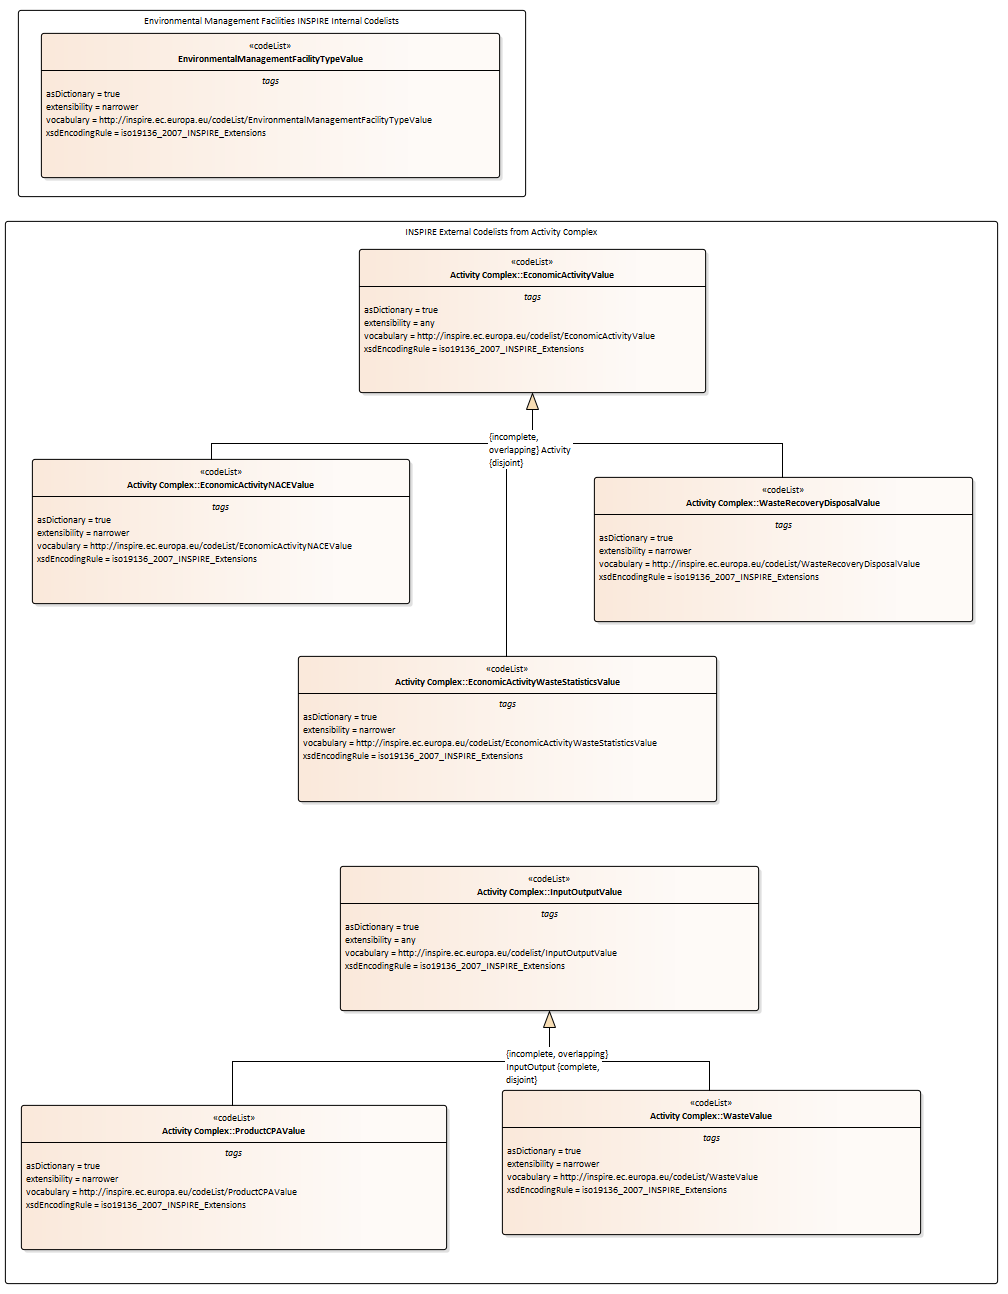 Environmental Management Facilities INSPIRE Internal Codelists
«codeList»
EnvironmentalManagementFacilityTypeValue
tags
asDictionary = true
extensibility = narrower
vocabulary = http://inspire.ec.europa.eu/codeList/EnvironmentalManagementFacilityTypeValue
xsdEncodingRule = iso19136_2007_INSPIRE_Extensions
INSPIRE External Codelists from Activity Complex
«codeList»
Activity Complex::EconomicActivityValue
tags
asDictionary = true
extensibility = any
vocabulary = http://inspire.ec.europa.eu/codelist/EconomicActivityValue
xsdEncodingRule = iso19136_2007_INSPIRE_Extensions
{incomplete,
overlapping} Activity
{disjoint}
«codeList»
Activity Complex::EconomicActivityNACEValue
tags
asDictionary = true
extensibility = narrower
vocabulary = http://inspire.ec.europa.eu/codeList/EconomicActivityNACEValue
xsdEncodingRule = iso19136_2007_INSPIRE_Extensions
«codeList»
Activity Complex::WasteRecoveryDisposalValue
tags
asDictionary = true
extensibility = narrower
vocabulary = http://inspire.ec.europa.eu/codeList/WasteRecoveryDisposalValue
xsdEncodingRule = iso19136_2007_INSPIRE_Extensions
«codeList»
Activity Complex::EconomicActivityWasteStatisticsValue
tags
asDictionary = true
extensibility = narrower
vocabulary = http://inspire.ec.europa.eu/codeList/EconomicActivityWasteStatisticsValue
xsdEncodingRule = iso19136_2007_INSPIRE_Extensions
«codeList»
Activity Complex::InputOutputValue
tags
asDictionary = true
extensibility = any
vocabulary = http://inspire.ec.europa.eu/codelist/InputOutputValue
xsdEncodingRule = iso19136_2007_INSPIRE_Extensions
{incomplete, overlapping}
InputOutput {complete,
disjoint}
«codeList»
Activity Complex::ProductCPAValue
tags
asDictionary = true
extensibility = narrower
vocabulary = http://inspire.ec.europa.eu/codeList/ProductCPAValue
xsdEncodingRule = iso19136_2007_INSPIRE_Extensions
«codeList»
Activity Complex::WasteValue
tags
asDictionary = true
extensibility = narrower
vocabulary = http://inspire.ec.europa.eu/codeList/WasteValue
xsdEncodingRule = iso19136_2007_INSPIRE_Extensions